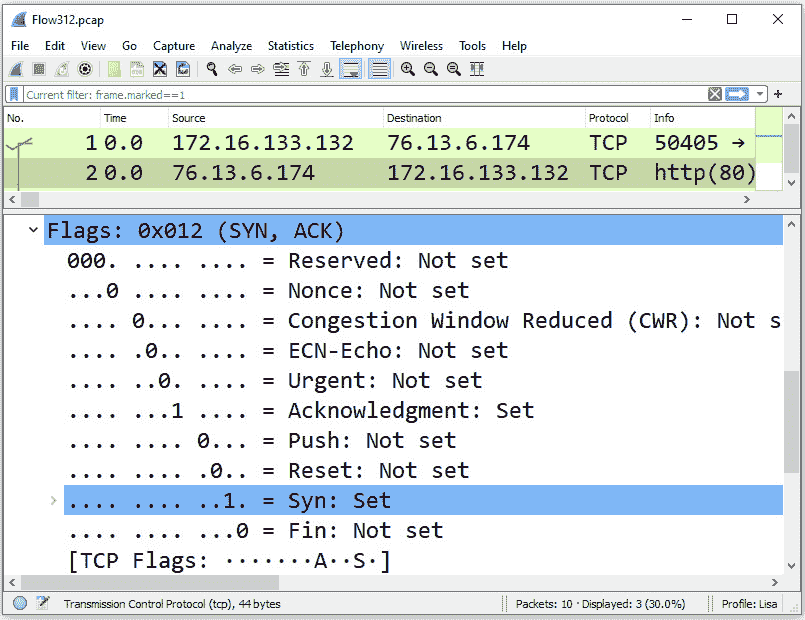 Flow312.pcap
File Edit View Go Capture Analyze Statistics Telephony Wireless Tools Help
Current filter: frame.marked==1
No. Time Source Destination Protocol Info
1 0.0 172.16.133.132 76.13.6.174 TCP 50405 →
2 0.0 76.13.6.174 172.16.133.132 TCP http(80)
Flags: 0x012 (SYN, ACK)
000. .... .... = Reserved: Not set
...0 .... .... = Nonce: Not set
.... 0... .... = Congestion Window Reduced (CWR): Not s
.... .0.. .... = ECN-Echo: Not set
.... ..0. .... = Urgent: Not set
.... ...1 .... = Acknowledgment: Set
.... .... 0... = Push: Not set
.... .... .0.. = Reset: Not set
.... .... ..1. = Syn: Set
.... .... ...0 = Fin: Not set
[TCP Flags: ·······A··S·]
Transmission Control Protocol (tcp), 44 bytes Packets: 10 · Displayed: 3 (30.0%) Profile: Lisa